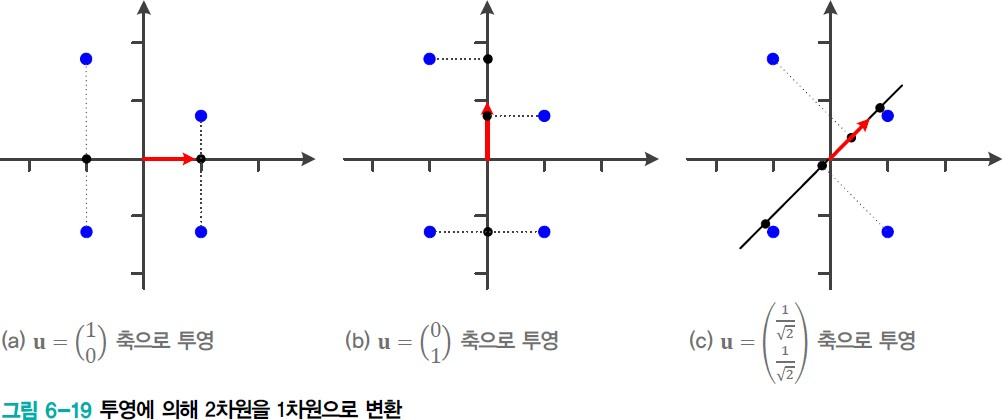 (a) u = (1 0) 축으로 투영
(b) u = (0 1) 축으로 투영
(c) u = (1/√2 1/√2) 축으로 투영
그림 6-19 투영에 의해 2차원을 1차원으로 변환